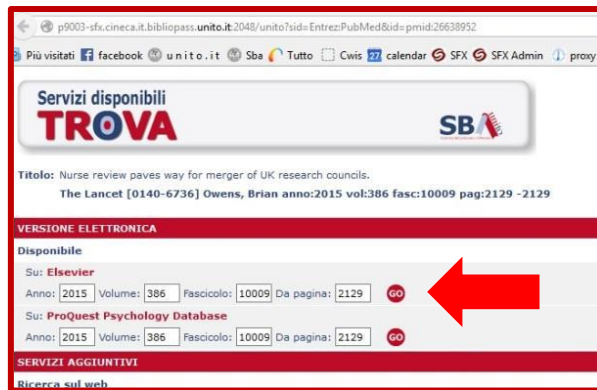 p9003-sfx.cineca.it.bibliopass.unito.it:2048/unito?sid=Entrez:PubMed&id=pmid:26638952
Più visitati facebook u n i t o . i t Sba Tutto Cwis 27 calendar SFX SFX Admin proxy
Servizi disponibili
TROVA
SBA
Titolo: Nurse review paves way for merger of UK research councils.
The Lancet [0140-6736] Owens, Brian anno:2015 vol:386 fasc:10009 pag:2129 -2129
VERSIONE ELETTRONICA
Disponibile
Su: Elsevier
Anno: 2015 Volume: 386 Fascicolo: 10009 Da pagina: 2129 GO
Su: ProQuest Psychology Database
Anno: 2015 Volume: 386 Fascicolo: 10009 Da pagina: 2129 GO
SERVIZI AGGIUNTIVI
Ricerca sul web